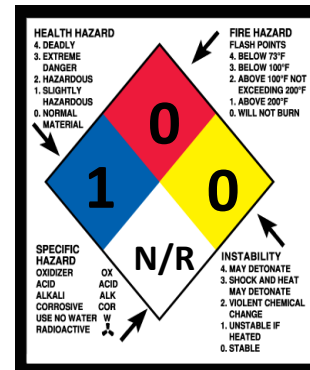 HEALTH HAZARD
4. DEADLY
3. EXTREME
DANGER
2. HAZARDOUS
1. SLIGHTLY
HAZARDOUS
0. NORMAL
MATERIAL
FIRE HAZARD
FLASH POINTS
4. BELOW 73°F
3. BELOW 100°F
2. ABOVE 100°F NOT
EXCEEDING 200°F
1. ABOVE 200°F
0. WILL NOT BURN
0
1
0
N/R
SPECIFIC
HAZARD
OXIDIZER OX
ACID ACID
ALKALI ALK
CORROSIVE COR
USE NO WATER W
RADIOACTIVE
INSTABILITY
4. MAY DETONATE
3. SHOCK AND HEAT
MAY DETONATE
2. VIOLENT CHEMICAL
CHANGE
1. UNSTABLE IF
HEATED
0. STABLE